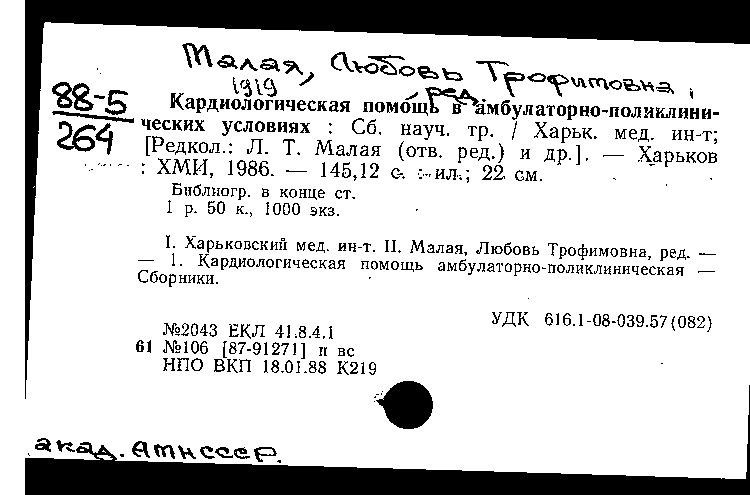 Малая, Любовь Трофимовна,
1919
ред.
88-5
264
Кардиологическая помощь в амбулаторно-поликлини-
ческих условиях : Сб. науч. тр. / Харьк. мед. ин-т;
[Редкол.: Л. Т. Малая (отв. ред.) и др.]. — Харьков
: ХМИ, 1986. — 145,12 с. : ил.; 22 см.
Библиогр. в конце ст.
1 р. 50 к., 1000 экз.
I. Харьковский мед. ин-т. II. Малая, Любовь Трофимовна, ред. —
— 1. Кардиологическая помощь амбулаторно-поликлиническая —
Сборники.
УДК 616.1-08-039.57(082)
№2043 ЕКЛ 41.8.4.1
61 №106 [87-91271] п вс
НПО ВКП 18.01.88 К219
акад. АМН СССР.